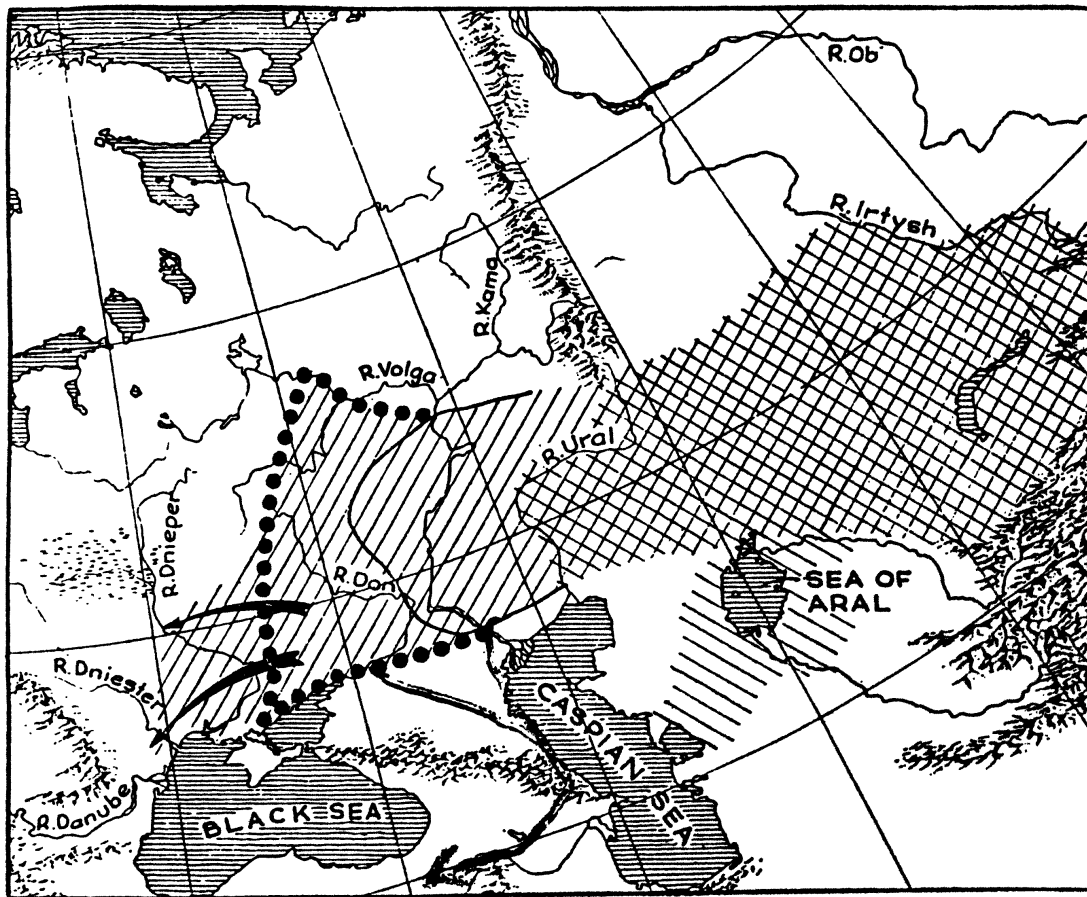 R.Ob
R.Irtysh
R.Kama
R.Volga
R.Ural
R.Dnieper
R.Don
SEA OF
ARAL
R.Dniester
CASPIAN SEA
R.Danube
BLACK SEA